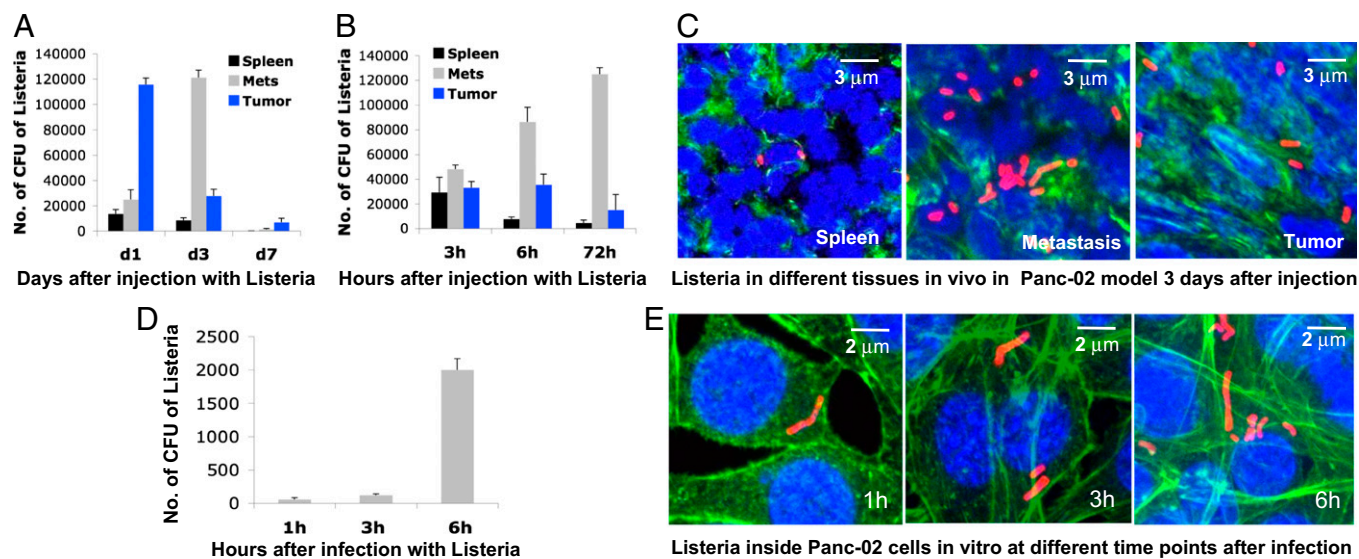 A
No. of CFU of Listeria
140000
120000
100000
80000
60000
40000
20000
0
Spleen
Mets
Tumor
d1 d3 d7
Days after injection with Listeria
B
No. of CFU of Listeria
140000
120000
100000
80000
60000
40000
20000
0
Spleen
Mets
Tumor
3h 6h 72h
Hours after injection with Listeria
C
3 μm
Spleen
3 μm
Metastasis
3 μm
Tumor
Listeria in different tissues in vivo in Panc-02 model 3 days after injection
D
No. of CFU of Listeria
2500
2000
1500
1000
500
0
1h 3h 6h
Hours after infection with Listeria
E
2 μm
1h
2 μm
3h
2 μm
6h
Listeria inside Panc-02 cells in vitro at different time points after infection